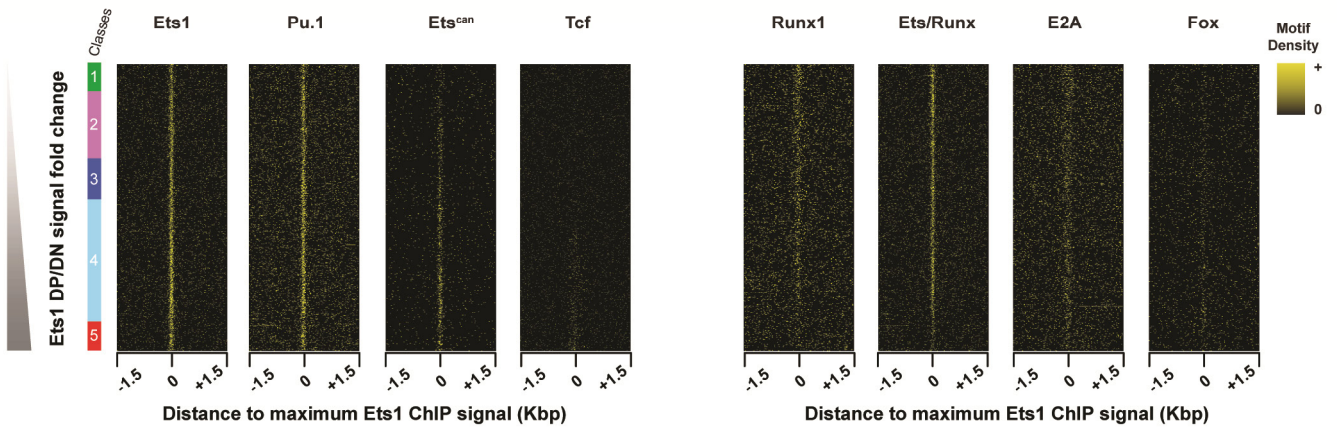 Ets1 Pu.1 Etsᶜᵃⁿ Tcf Runx1 Ets/Runx E2A Fox
Motif
Density
+
0
Classes
Ets1 DP/DN signal fold change
1
2
3
4
5
-1.5 0 +1.5 -1.5 0 +1.5 -1.5 0 +1.5 -1.5 0 +1.5 -1.5 0 +1.5 -1.5 0 +1.5 -1.5 0 +1.5 -1.5 0 +1.5
Distance to maximum Ets1 ChIP signal (Kbp) Distance to maximum Ets1 ChIP signal (Kbp)